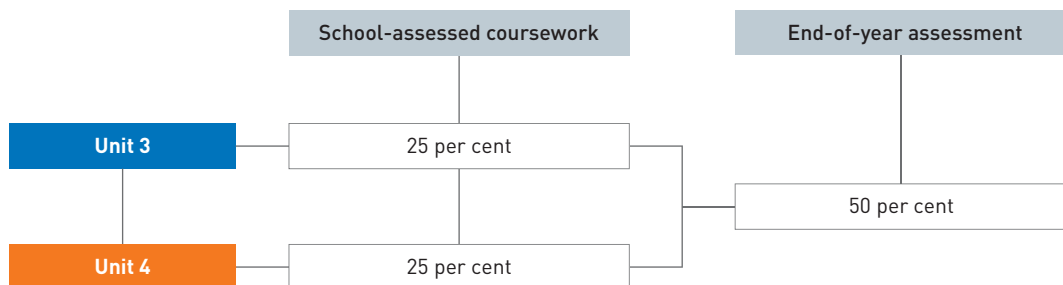 School-assessed coursework
End-of-year assessment
Unit 3
25 per cent
50 per cent
Unit 4
25 per cent